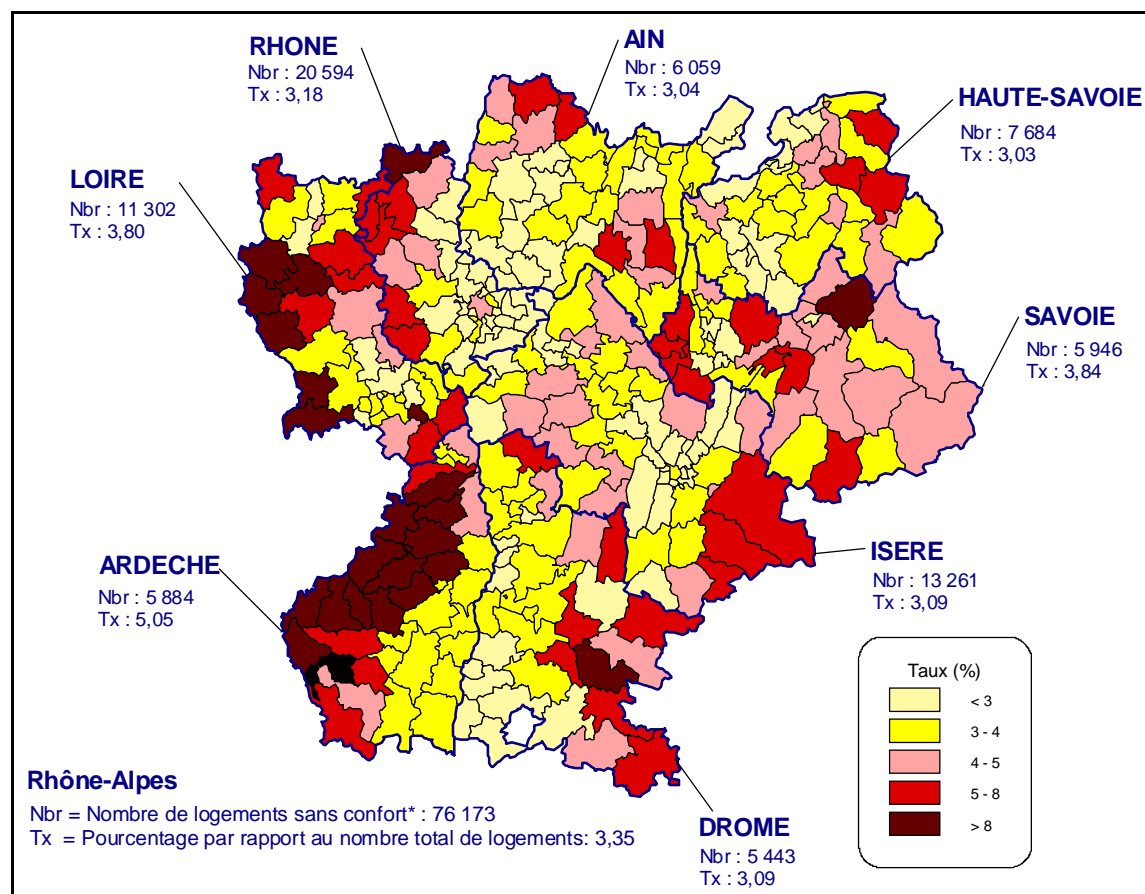 RHONE
Nbr : 20 594
Tx : 3,18
AIN
Nbr : 6 059
Tx : 3,04
HAUTE-SAVOIE
Nbr : 7 684
Tx : 3,03
LOIRE
Nbr : 11 302
Tx : 3,80
SAVOIE
Nbr : 5 946
Tx : 3,84
ARDECHE
Nbr : 5 884
Tx : 5,05
ISERE
Nbr : 13 261
Tx : 3,09
Taux (%)
< 3
3 - 4
4 - 5
5 - 8
> 8
Rhône-Alpes
Nbr = Nombre de logements sans confort* : 76 173
Tx = Pourcentage par rapport au nombre total de logements: 3,35
DROME
Nbr : 5 443
Tx : 3,09